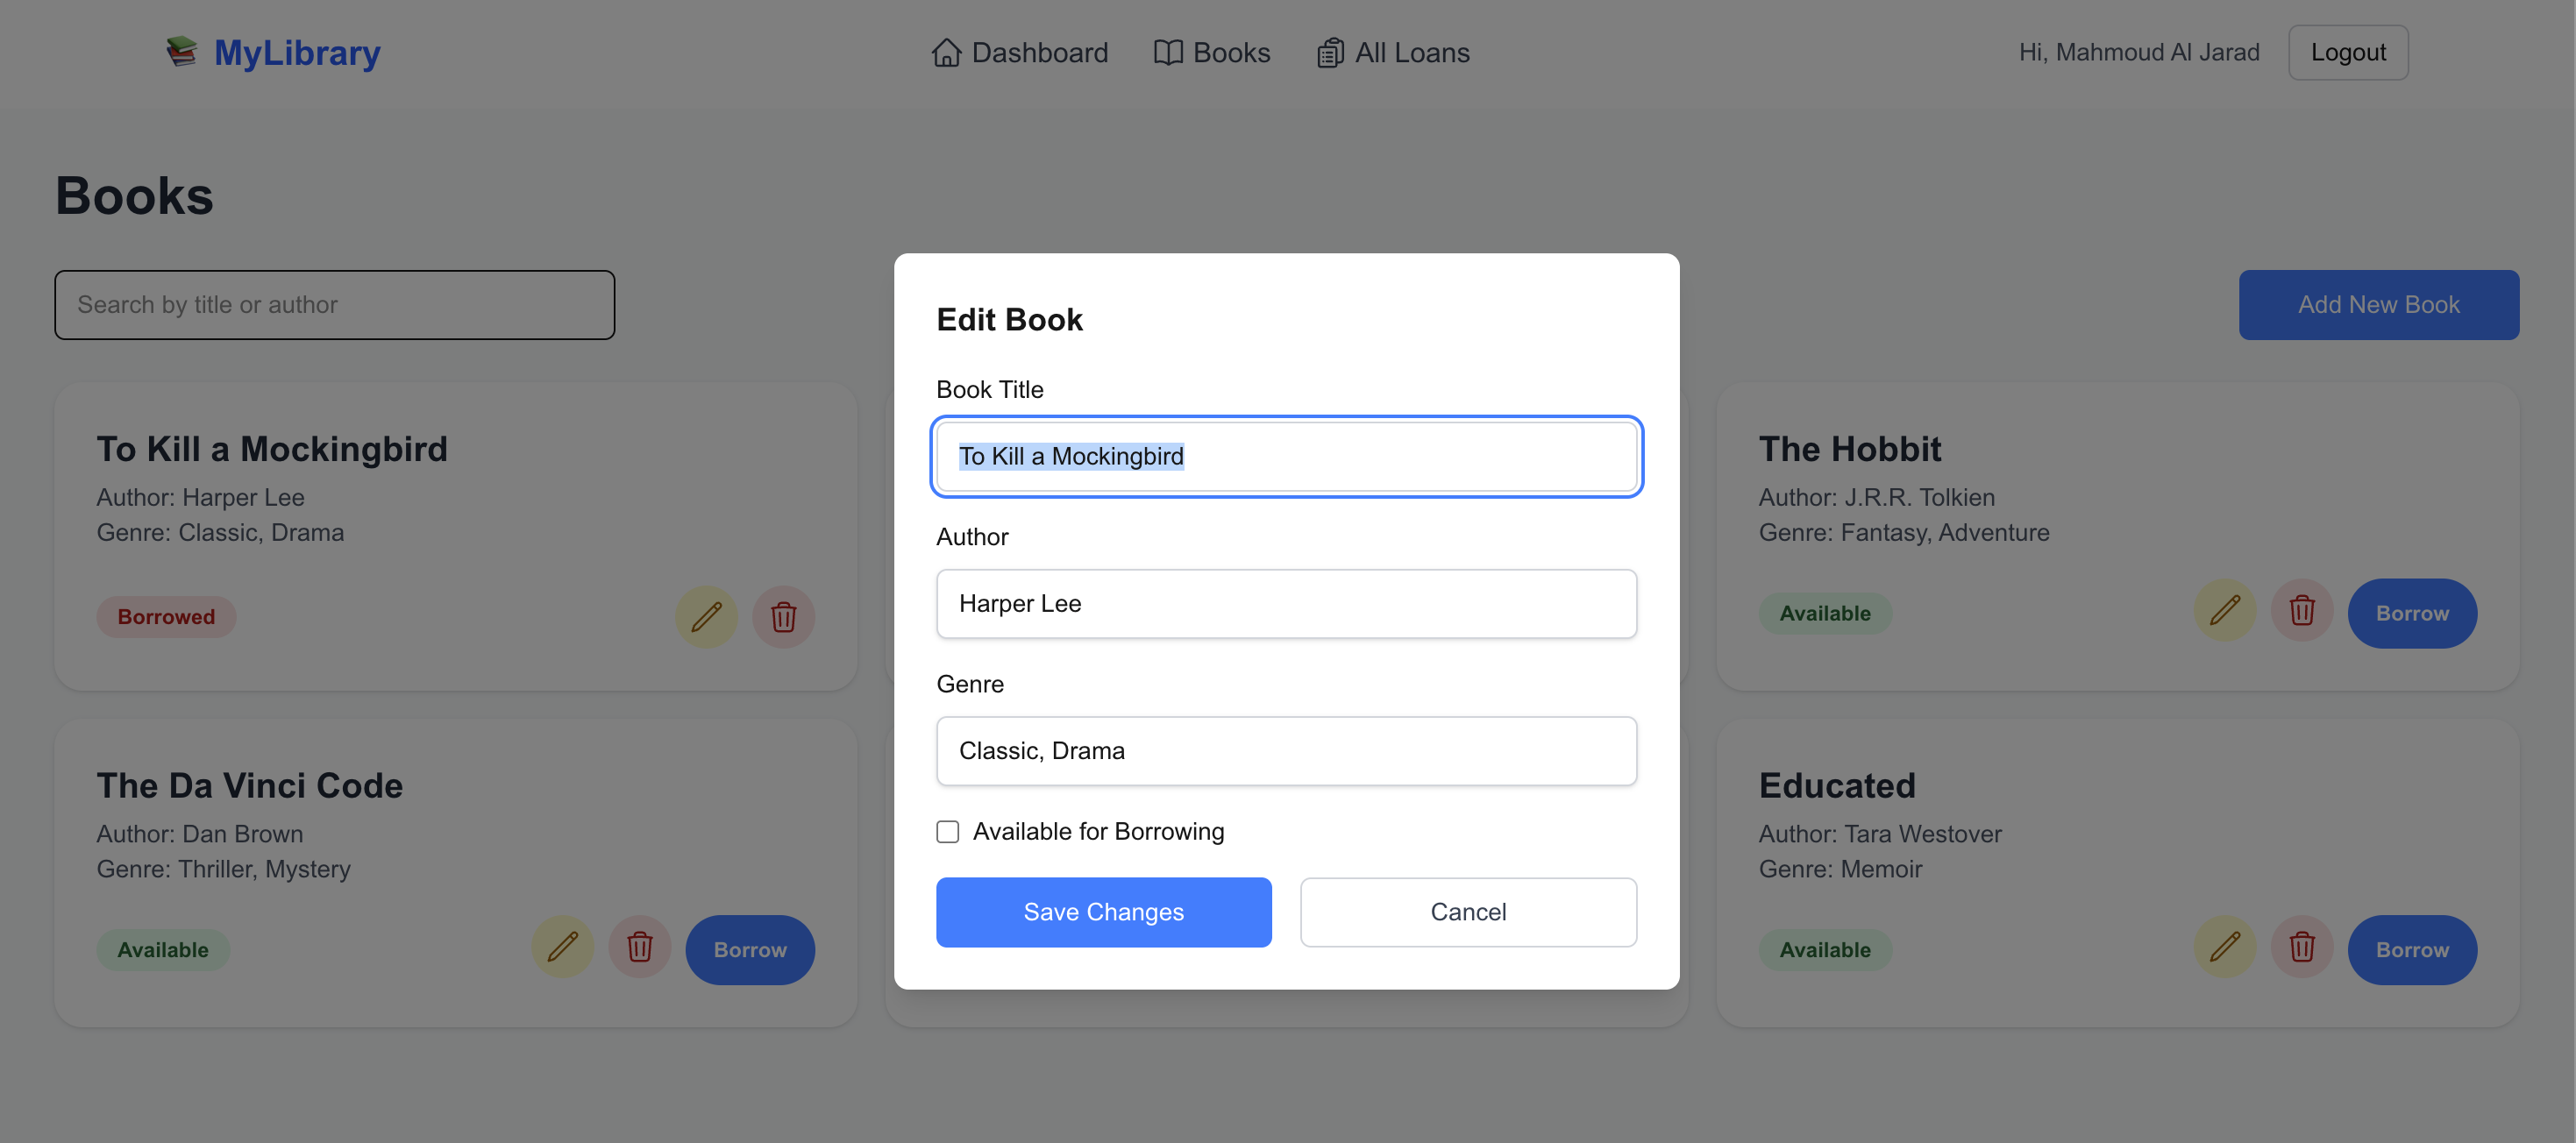 MyLibrary
Dashboard
Books
All Loans
Hi, Mahmoud Al Jarad
Logout
Books
Search by title or author
Add New Book
To Kill a Mockingbird
Author: Harper Lee
Genre: Classic, Drama
Borrowed
The Hobbit
Author: J.R.R. Tolkien
Genre: Fantasy, Adventure
Available
Borrow
The Da Vinci Code
Author: Dan Brown
Genre: Thriller, Mystery
Available
Borrow
Educated
Author: Tara Westover
Genre: Memoir
Available
Borrow
Edit Book
Book Title
To Kill a Mockingbird
Author
Harper Lee
Genre
Classic, Drama
Available for Borrowing
Save Changes
Cancel